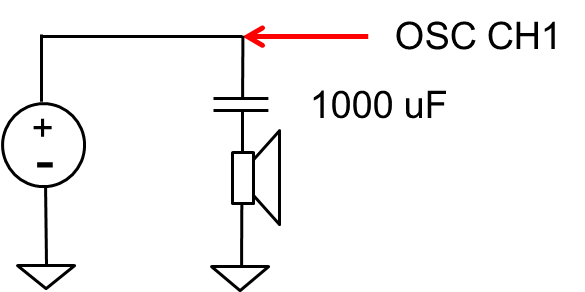 OSC CH1
1000 uF
+
-